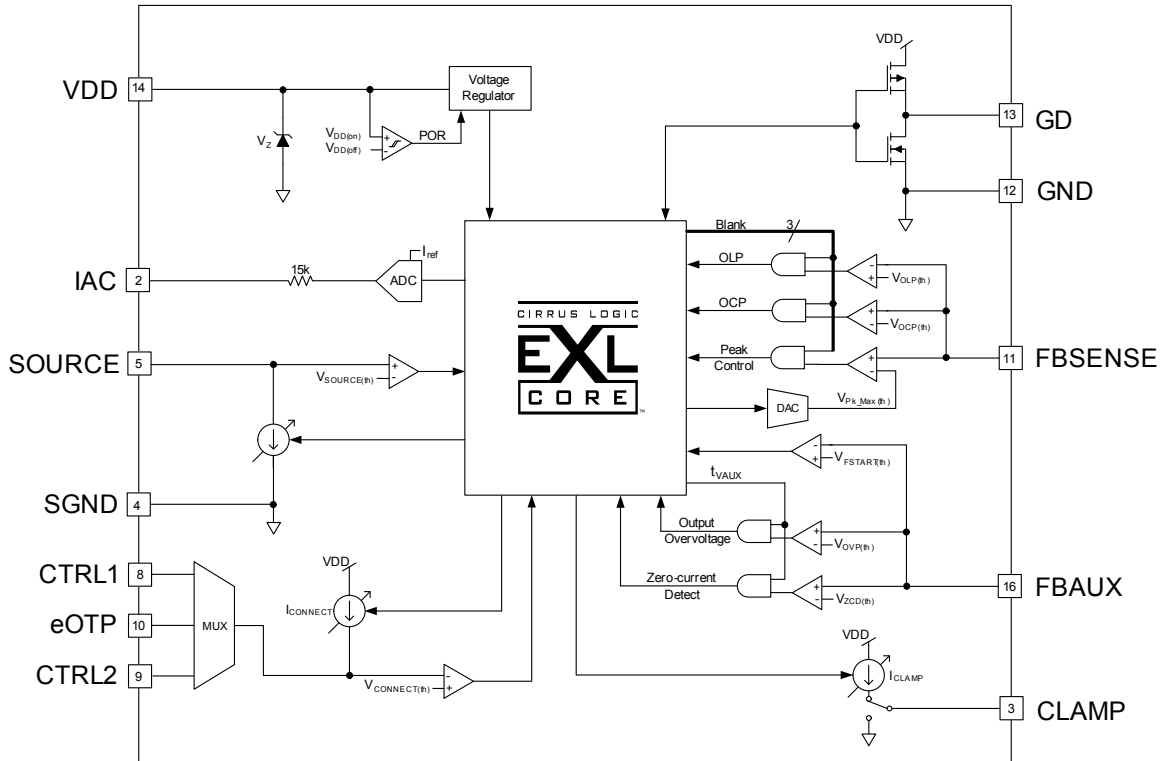 VDD
14
Voltage
Regulator
VDD
13
GD
VZ
VDD(on)
VDD(off)
+
-
POR
12
GND
IAC
2
15k
ADC
Iref
Blank
3
OLP
-
+
VOLP(th)
OCP
+
-
VOCP(th)
CIRRUS LOGIC
EXL
CORE
™
SOURCE
5
+
-
VSOURCE(th)
Peak
Control
+
-
11
FBSENSE
DAC
VPk_Max(th)
-
+
VFSTART(th)
tVAUX
SGND
4
Output
Overvoltage
+
-
VOVP(th)
CTRL1
8
VDD
Zero-current
Detect
+
-
VZCD(th)
16
FBAUX
eOTP
10
MUX
ICONNECT
CTRL2
9
VCONNECT(th)
-
+
VDD
ICLAMP
3
CLAMP